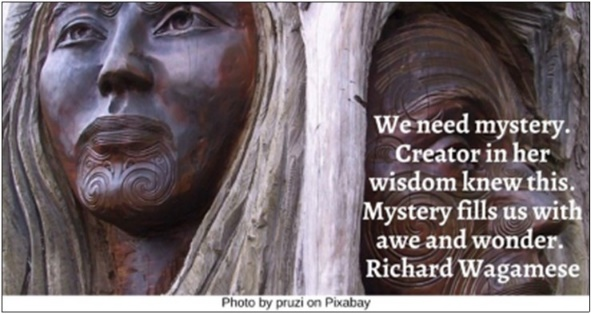 We need mystery.
Creator in her
wisdom knew this.
Mystery fills us with
awe and wonder.
Richard Wagamese
Photo by pruzi on Pixabay